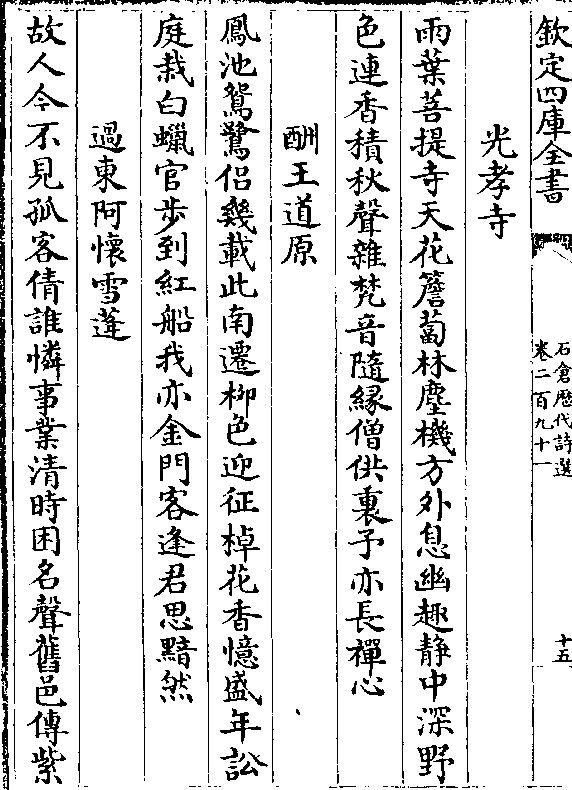 欽定四庫全書
石倉歷代詩選
卷二百九十一
十五
光孝寺
雨葉菩提寺天花簷蔔林塵機方外息幽趣静中深野
色連香積秋聲雜梵音隨縁僧供裏予亦長禪心
酬王道原
鳳池鴛鷺侣幾載此南遷栁色迎征棹花香憶盛年訟
庭栽白蠟官步到紅船我亦金門客逢君思黯然
過東阿懷雪蓬
故人今不見孤客倩誰憐事業清時困名聲舊邑傳紫